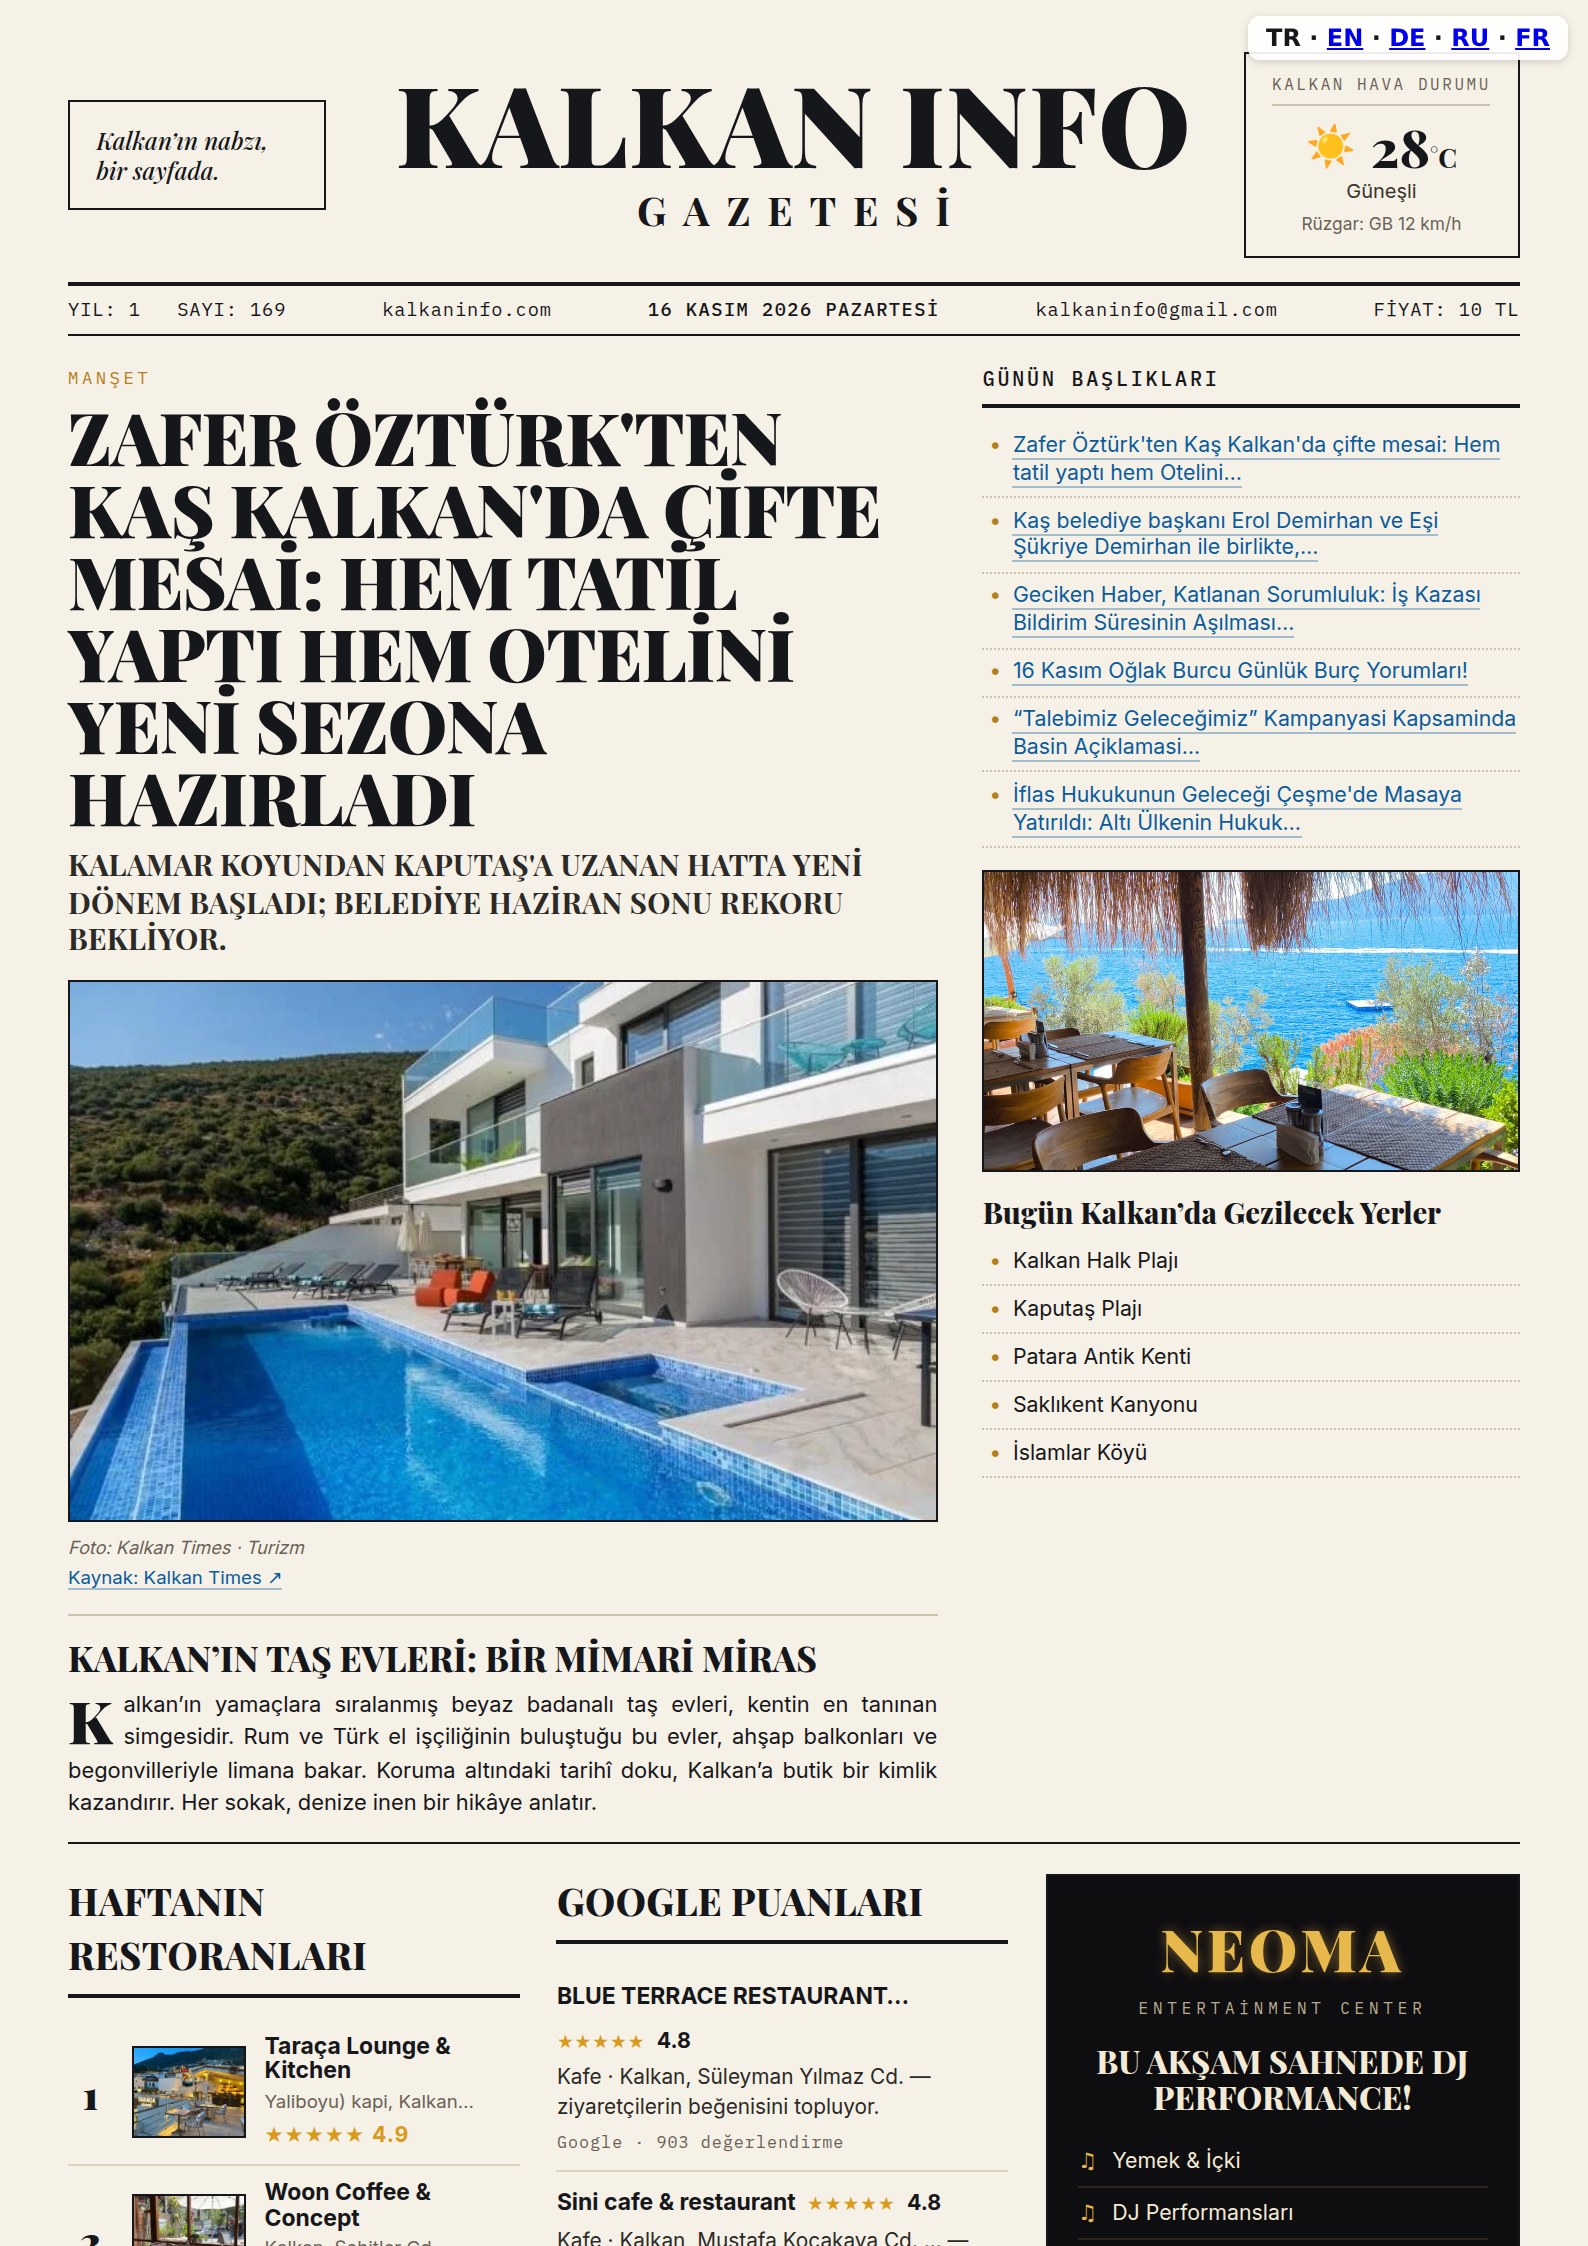 TR · EN · DE · RU · FR
Kalkan’ın nabzı,
bir sayfada.
KALKAN INFO
GAZETESİ
KALKAN HAVA DURUMU
28°C
Güneşli
Rüzgar: GB 12 km/h
YIL: 1 SAYI: 169 kalkaninfo.com 16 KASIM 2026 PAZARTESİ kalkaninfo@gmail.com FİYAT: 10 TL
MANŞET
ZAFER ÖZTÜRK'TEN
KAŞ KALKAN'DA ÇİFTE
MESAİ: HEM TATİL
YAPTI HEM OTELİNİ
YENİ SEZONA
HAZIRLADI
KALAMAR KOYUNDAN KAPUTAŞ'A UZANAN HATTA YENİ
DÖNEM BAŞLADI; BELEDİYE HAZİRAN SONU REKORU
BEKLİYOR.
Foto: Kalkan Times · Turizm
Kaynak: Kalkan Times ↗
KALKAN’IN TAŞ EVLERİ: BİR MİMARİ MİRAS
Kalkan’ın yamaçlara sıralanmış beyaz badanalı taş evleri, kentin en tanınan
simgesidir. Rum ve Türk el işçiliğinin buluştuğu bu evler, ahşap balkonları ve
begonvilleriyle limana bakar. Koruma altındaki tarihî doku, Kalkan’a butik bir kimlik
kazandırır. Her sokak, denize inen bir hikâye anlatır.
GÜNÜN BAŞLIKLARI
• Zafer Öztürk'ten Kaş Kalkan'da çifte mesai: Hem
tatil yaptı hem Otelini…
• Kaş belediye başkanı Erol Demirhan ve Eşi
Şükriye Demirhan ile birlikte,…
• Geciken Haber, Katlanan Sorumluluk: İş Kazası
Bildirim Süresinin Aşılması…
• 16 Kasım Oğlak Burcu Günlük Burç Yorumları!
• “Talebimiz Geleceğimiz” Kampanyasi Kapsaminda
Basin Açiklamasi…
• İflas Hukukunun Geleceği Çeşme'de Masaya
Yatırıldı: Altı Ülkenin Hukuk…
Bugün Kalkan’da Gezilecek Yerler
• Kalkan Halk Plajı
• Kaputaş Plajı
• Patara Antik Kenti
• Saklıkent Kanyonu
• İslamlar Köyü
HAFTANIN
RESTORANLARI
1
Taraça Lounge &
Kitchen
Yaliboyu) kapi, Kalkan…
★★★★★ 4.9
Woon Coffee &
Concept
GOOGLE PUANLARI
BLUE TERRACE RESTAURANT…
★★★★★ 4.8
Kafe · Kalkan, Süleyman Yılmaz Cd. —
ziyaretçilerin beğenisini topluyor.
Google · 903 değerlendirme
Sini cafe & restaurant ★★★★★ 4.8
Kafe · Kalkan, Mustafa Kocakaya Cd. … —
NEOMA
ENTERTAİNMENT CENTER
BU AKŞAM SAHNEDE DJ
PERFORMANCE!
♫ Yemek & İçki
♫ DJ Performansları